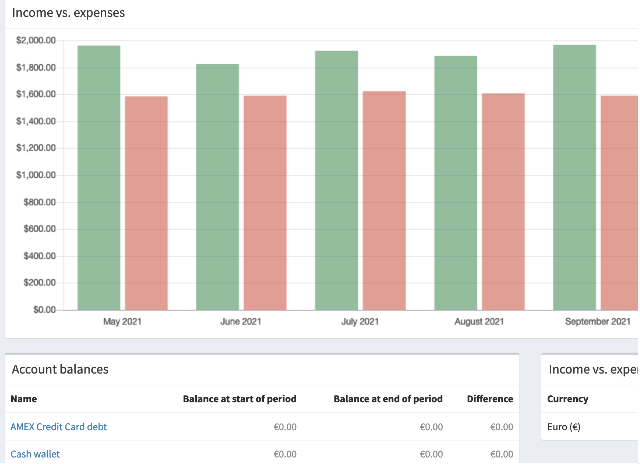 Income vs. expenses
$2,000.00
$1,800.00
$1,600.00
$1,400.00
$1,200.00
$1,000.00
$800.00
$600.00
$400.00
$200.00
$0.00
May 2021 June 2021 July 2021 August 2021 September 2021
Account balances
Name Balance at start of period Balance at end of period Difference
AMEX Credit Card debt €0.00 €0.00 €0.00
Cash wallet €0.00 €0.00 €0.00
Income vs. expe
Currency
Euro (€)